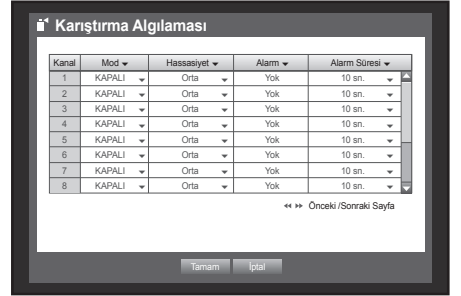 Karıştırma Algılaması
Kanal Mod Hassasiyet Alarm Alarm Süresi
1 KAPALI Orta Yok 10 sn.
2 KAPALI Orta Yok 10 sn.
3 KAPALI Orta Yok 10 sn.
4 KAPALI Orta Yok 10 sn.
5 KAPALI Orta Yok 10 sn.
6 KAPALI Orta Yok 10 sn.
7 KAPALI Orta Yok 10 sn.
8 KAPALI Orta Yok 10 sn.
Önceki /Sonraki Sayfa
Tamam İptal